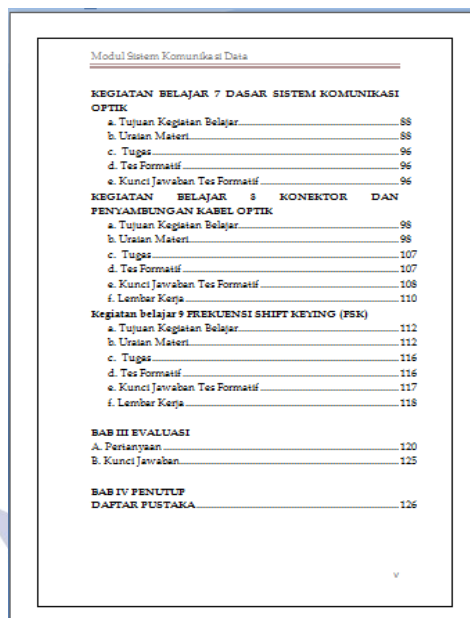 Modul Sistem Komunikasi Data
KEGIATAN BELAJAR 7 DASAR SISTEM KOMUNIKASI
OPTIK
a. Tujuan Kegiatan Belajar 88
b. Uraian Materi 88
c. Tugas 96
d. Tes Formatif 96
e. Kunci Jawaban Tes Formatif 96
KEGIATAN BELAJAR 8 KONEKTOR DAN
PENYAMBUNGAN KABEL OPTIK
a. Tujuan Kegiatan Belajar 98
b. Uraian Materi 98
c. Tugas 107
d. Tes Formatif 107
e. Kunci Jawaban Tes Formatif 108
f. Lembar Kerja 110
Kegiatan belajar 9 FREKUENSI SHIFT KEYING (FSK)
a. Tujuan Kegiatan Belajar 112
b. Uraian Materi 112
c. Tugas 116
d. Tes Formatif 116
e. Kunci Jawaban Tes Formatif 117
f. Lembar Kerja 118
BAB III EVALUASI
A. Pertanyaan 120
B. Kunci Jawaban 125
BAB IV PENUTUP
DAFTAR PUSTAKA 126
v